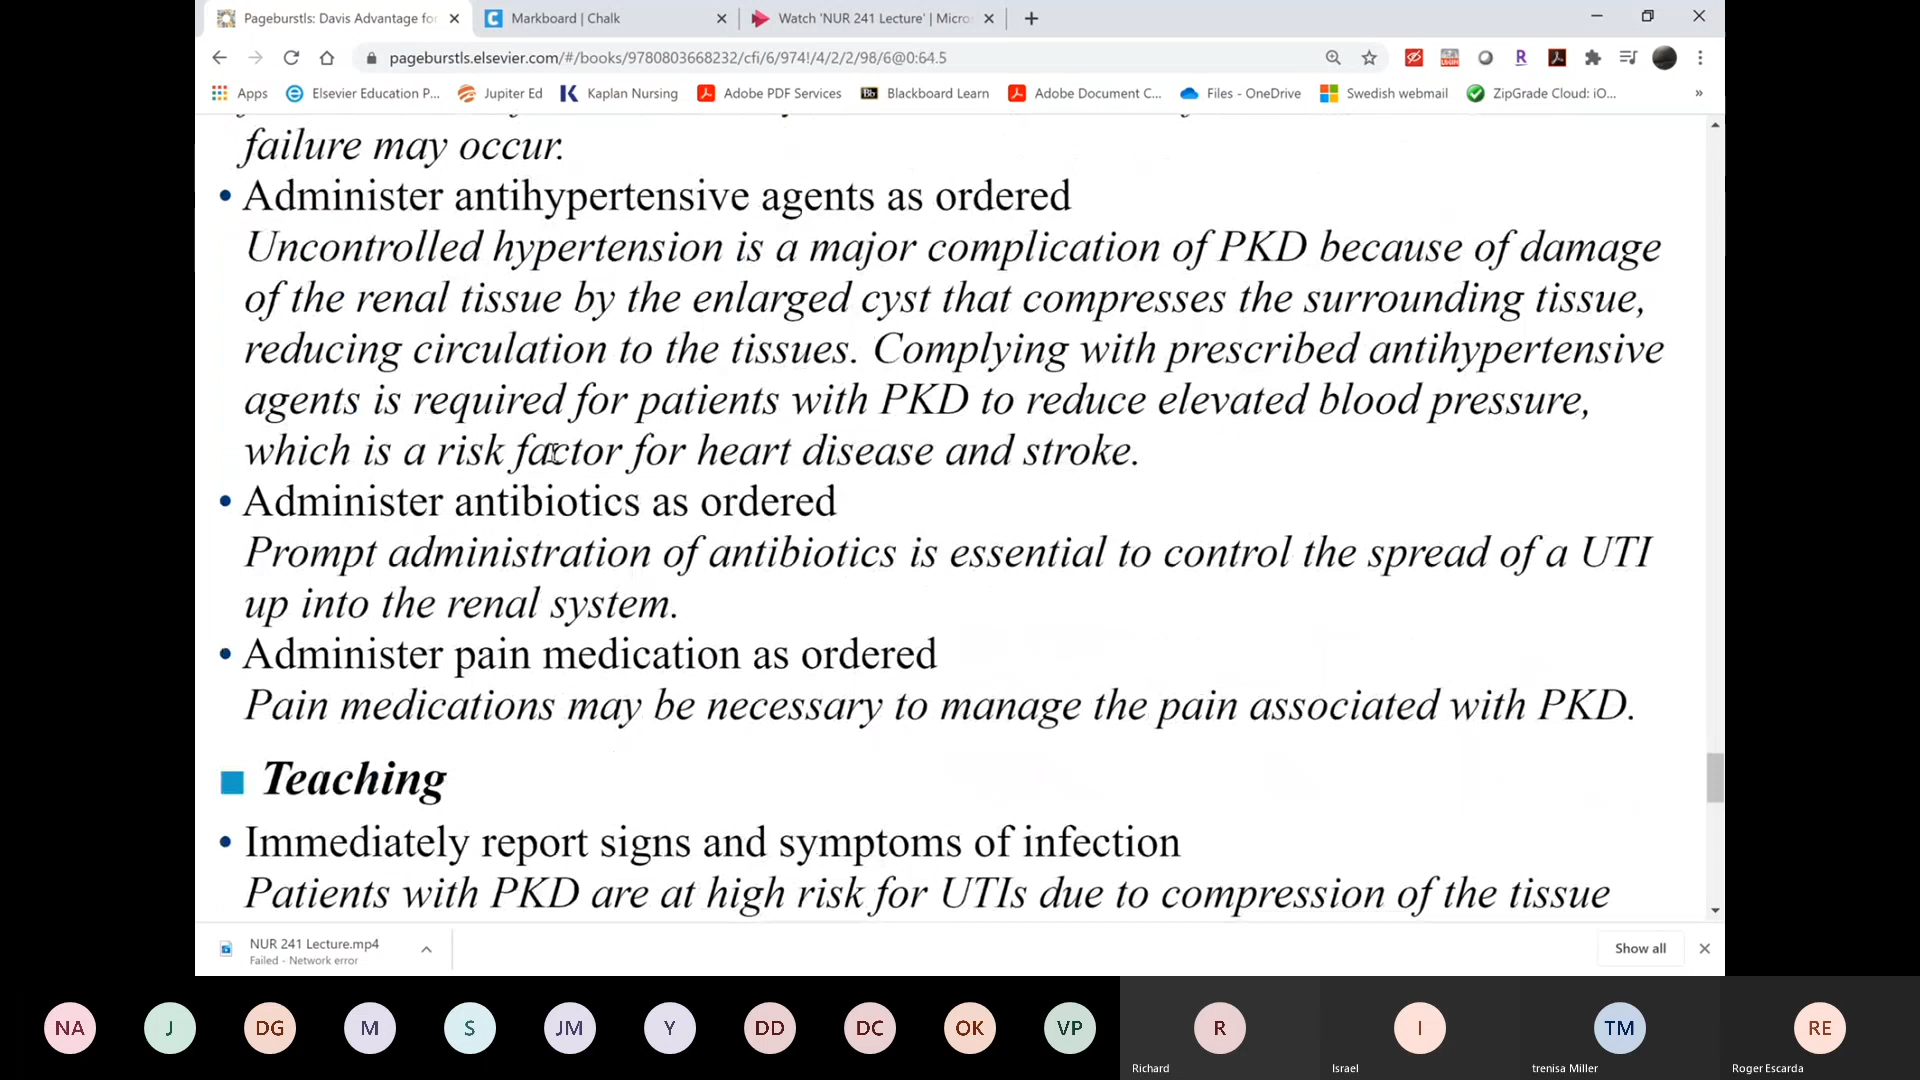 Pageburstls: Davis Advantage for
Markboard | Chalk
Watch 'NUR 241 Lecture' | Micros
pageburstls.elsevier.com/#/books/9780803668232/cfi/6/974!/4/2/2/98/6@0:64.5
Apps
Elsevier Education P...
Jupiter Ed
Kaplan Nursing
Adobe PDF Services
Bb
Blackboard Learn
Adobe Document C...
Files - OneDrive
Swedish webmail
ZipGrade Cloud: iO...
»
failure may occur.
• Administer antihypertensive agents as ordered
Uncontrolled hypertension is a major complication of PKD because of damage
of the renal tissue by the enlarged cyst that compresses the surrounding tissue,
reducing circulation to the tissues. Complying with prescribed antihypertensive
agents is required for patients with PKD to reduce elevated blood pressure,
which is a risk factor for heart disease and stroke.
• Administer antibiotics as ordered
Prompt administration of antibiotics is essential to control the spread of a UTI
up into the renal system.
• Administer pain medication as ordered
Pain medications may be necessary to manage the pain associated with PKD.
Teaching
• Immediately report signs and symptoms of infection
Patients with PKD are at high risk for UTIs due to compression of the tissue
NUR 241 Lecture.mp4
Failed - Network error
Show all
NA
J
DG
M
S
JM
Y
DD
DC
OK
VP
R
I
TM
RE
Richard
Israel
trenisa Miller
Roger Escarda